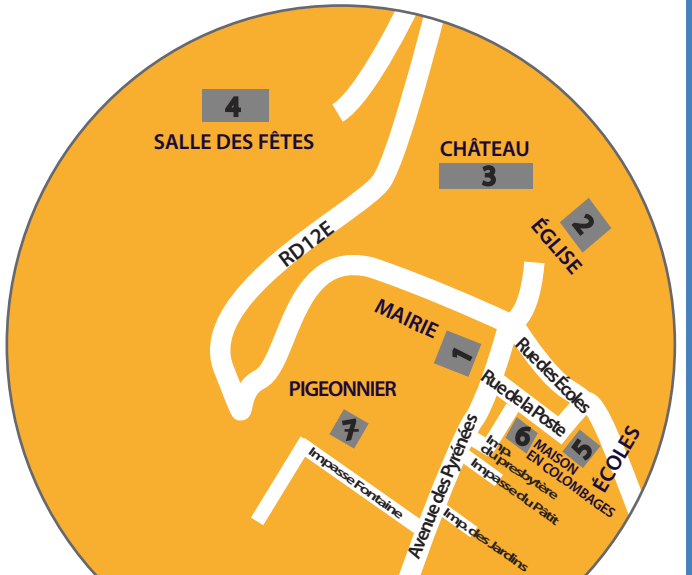 4
SALLE DES FÊTES
CHÂTEAU
3
2
ÉGLISE
RD12E
MAIRIE
1
Rue des Écoles
PIGEONNIER
7
Rue de la Poste
6
MAISON
EN COLOMBAGES
5
ÉCOLES
Imp.
du presbytère
Impasse du Pâtit
Impasse Fontaine
Avenue des Pyrénées
Imp. des Jardins